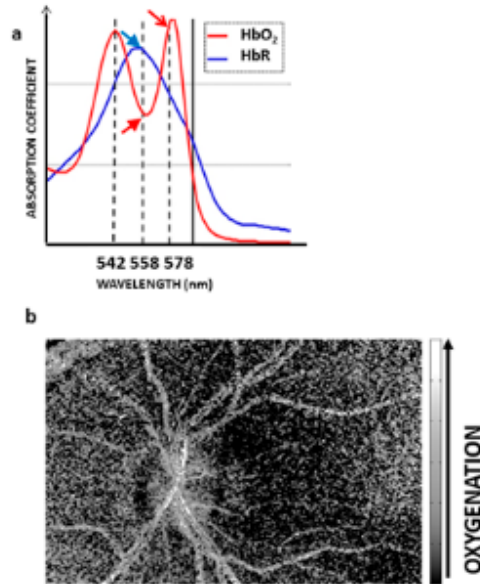 a
HbO₂
HbR
ABSORPTION COEFFICIENT
542 558 578
WAVELENGTH (nm)
b
OXYGENATION